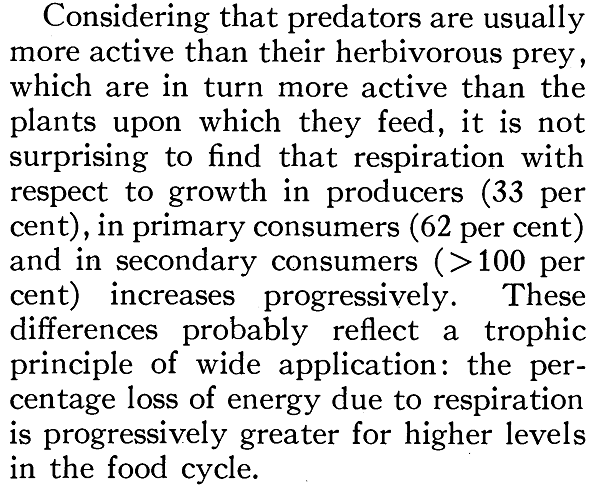 Considering that predators are usually
more active than their herbivorous prey,
which are in turn more active than the
plants upon which they feed, it is not
surprising to find that respiration with
respect to growth in producers (33 per
cent), in primary consumers (62 per cent)
and in secondary consumers (>100 per
cent) increases progressively. These
differences probably reflect a trophic
principle of wide application: the per-
centage loss of energy due to respiration
is progressively greater for higher levels
in the food cycle.